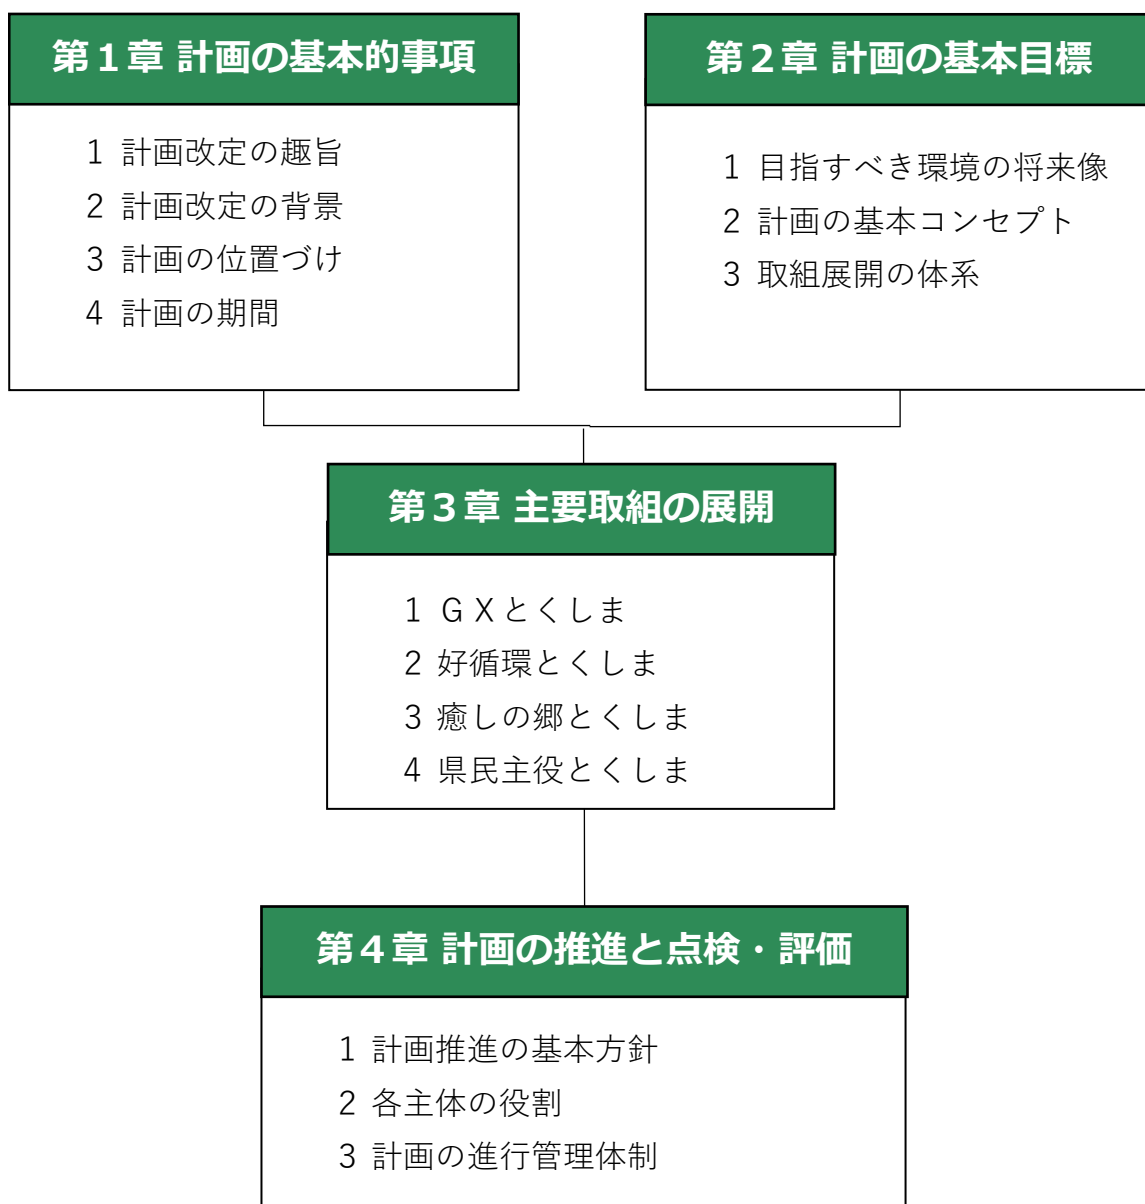 第１章 計画の基本的事項
1 計画改定の趣旨
2 計画改定の背景
3 計画の位置づけ
4 計画の期間
第２章 計画の基本目標
1 目指すべき環境の将来像
2 計画の基本コンセプト
3 取組展開の体系
第３章 主要取組の展開
1 ＧＸとくしま
2 好循環とくしま
3 癒しの郷とくしま
4 県民主役とくしま
第４章 計画の推進と点検・評価
1 計画推進の基本方針
2 各主体の役割
3 計画の進行管理体制